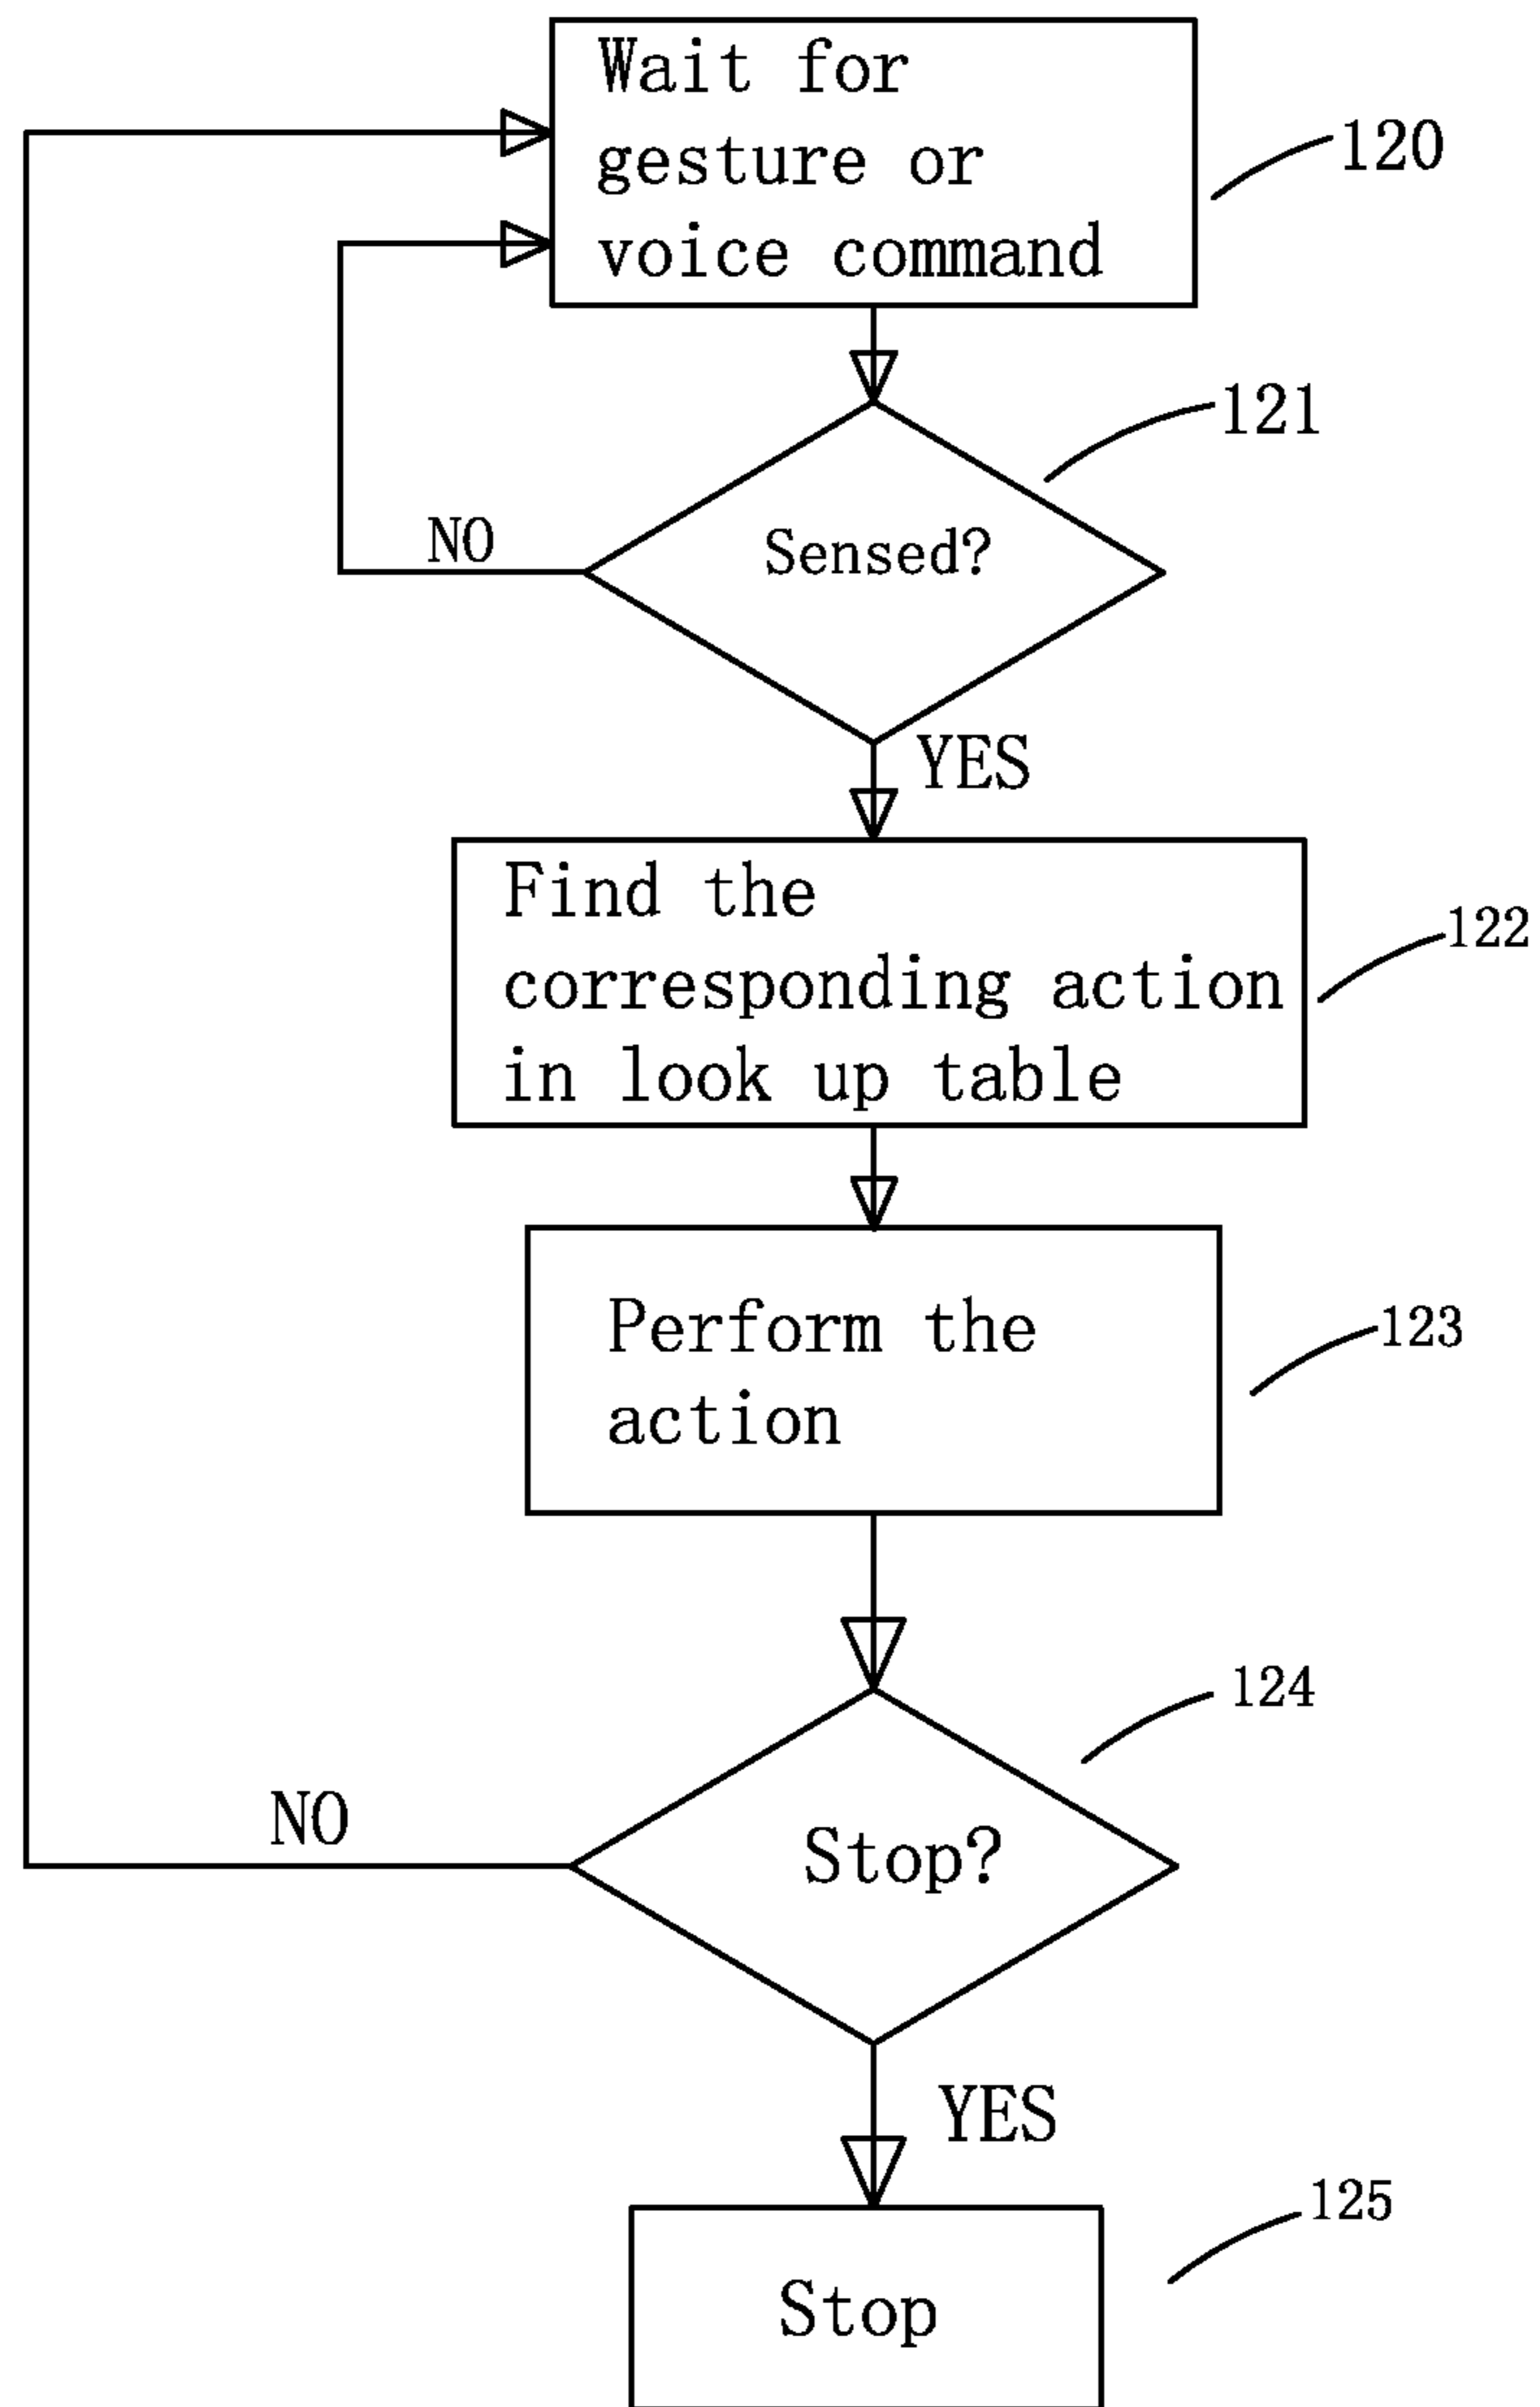 Wait for
gesture or
voice command
120
121
Sensed?
NO
YES
Find the
corresponding action
in look up table
122
Perform the
action
123
124
Stop?
NO
YES
125
Stop